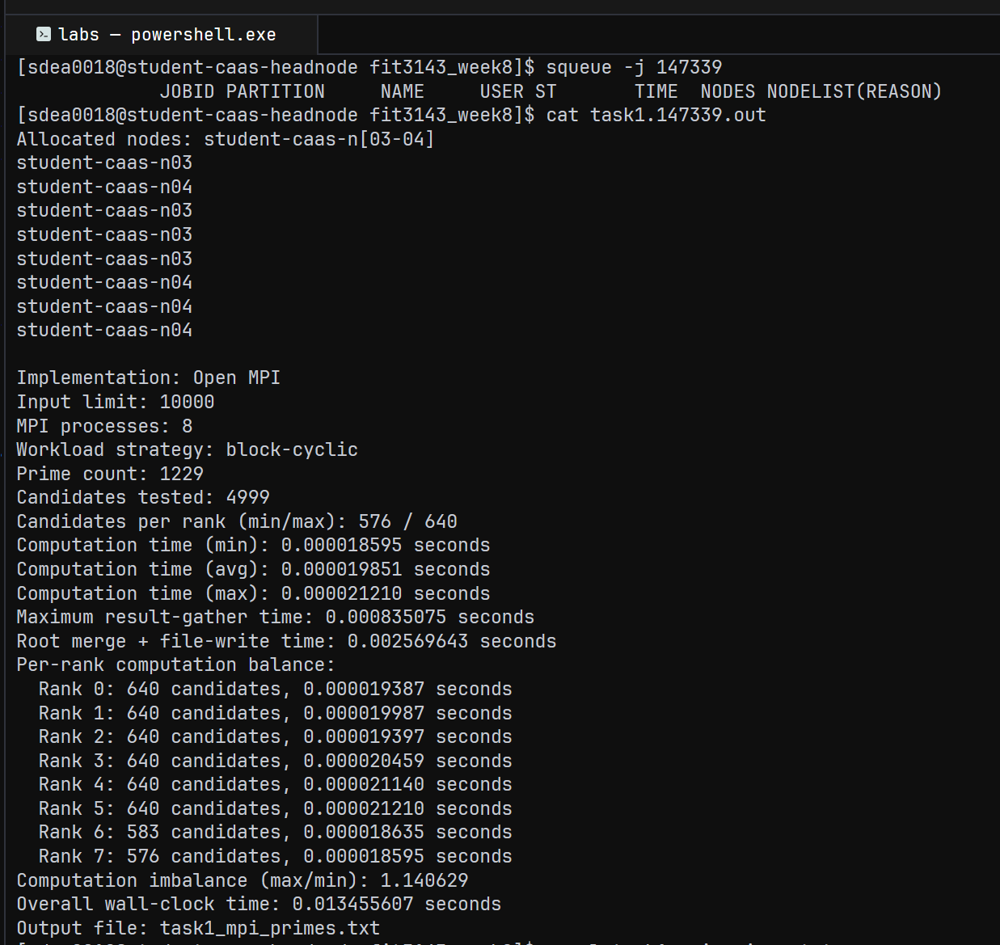 labs — powershell.exe
[sdea0018@student-caas-headnode fit3143_week8]$ squeue -j 147339
             JOBID PARTITION     NAME     USER ST       TIME  NODES NODELIST(REASON)
[sdea0018@student-caas-headnode fit3143_week8]$ cat task1.147339.out
Allocated nodes: student-caas-n[03-04]
student-caas-n03
student-caas-n04
student-caas-n03
student-caas-n03
student-caas-n03
student-caas-n04
student-caas-n04
student-caas-n04

Implementation: Open MPI
Input limit: 10000
MPI processes: 8
Workload strategy: block-cyclic
Prime count: 1229
Candidates tested: 4999
Candidates per rank (min/max): 576 / 640
Computation time (min): 0.000018595 seconds
Computation time (avg): 0.000019851 seconds
Computation time (max): 0.000021210 seconds
Maximum result-gather time: 0.000835075 seconds
Root merge + file-write time: 0.002569643 seconds
Per-rank computation balance:
  Rank 0: 640 candidates, 0.000019387 seconds
  Rank 1: 640 candidates, 0.000019987 seconds
  Rank 2: 640 candidates, 0.000019397 seconds
  Rank 3: 640 candidates, 0.000020459 seconds
  Rank 4: 640 candidates, 0.000021140 seconds
  Rank 5: 640 candidates, 0.000021210 seconds
  Rank 6: 583 candidates, 0.000018635 seconds
  Rank 7: 576 candidates, 0.000018595 seconds
Computation imbalance (max/min): 1.140629
Overall wall-clock time: 0.013455607 seconds
Output file: task1_mpi_primes.txt